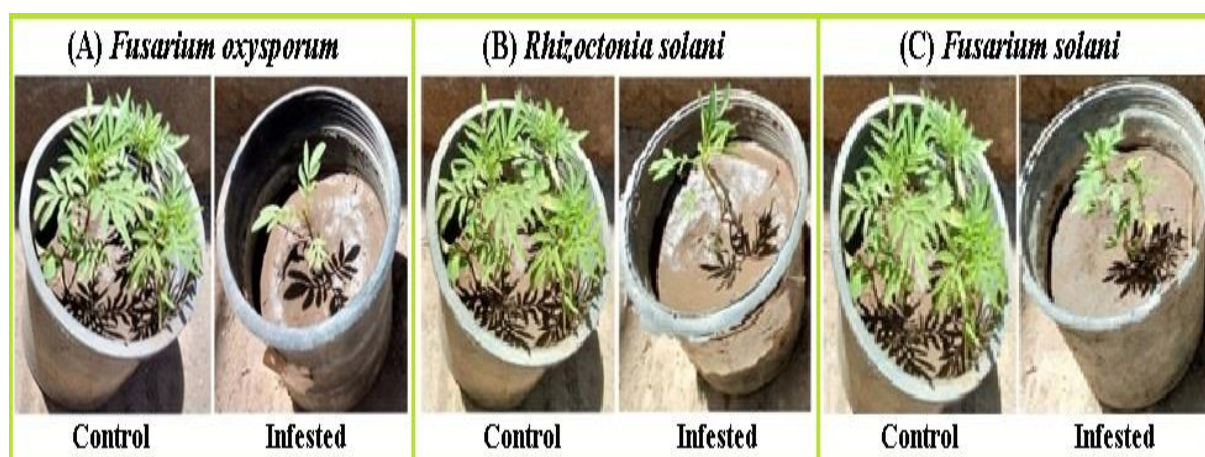 (A) Fusarium oxysporum
(B) Rhizoctonia solani
(C) Fusarium solani
Control
Infested
Control
Infested
Control
Infested